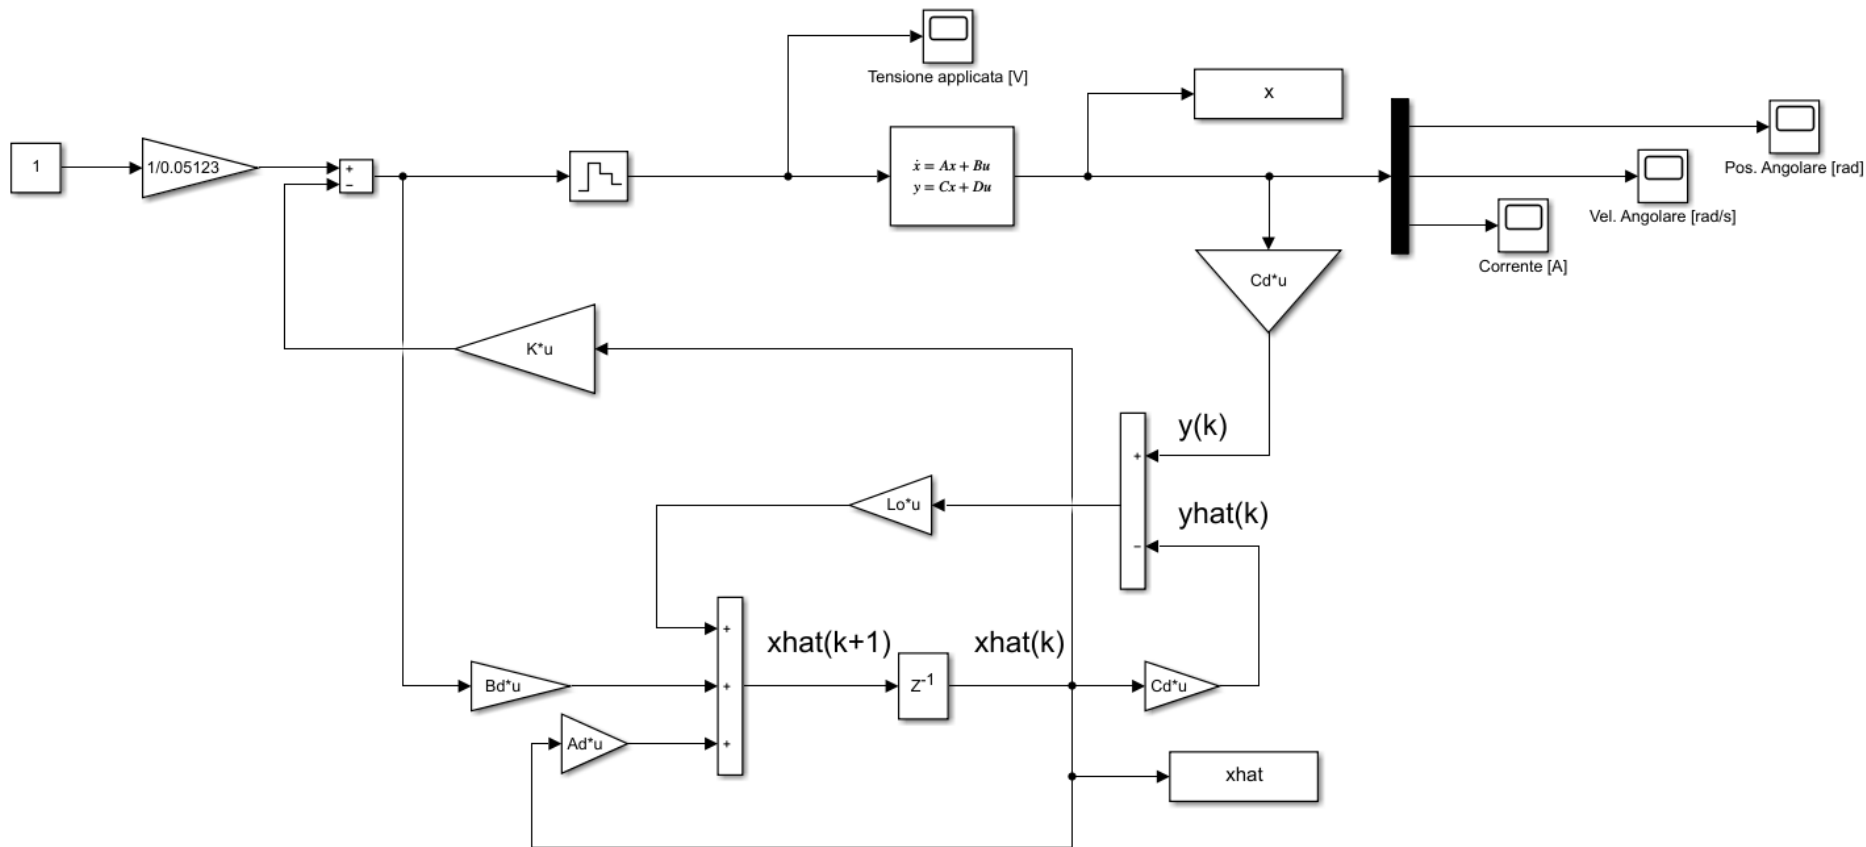 Tensione applicata [V]
x
1
1/0.05123
+
−
ẋ = Ax + Bu
y = Cx + Du
Pos. Angolare [rad]
Vel. Angolare [rad/s]
Corrente [A]
Cd*u
K*u
y(k)
+
Lo*u
yhat(k)
−
+
xhat(k+1)
xhat(k)
Bd*u
+
Z⁻¹
Cd*u
Ad*u
+
xhat